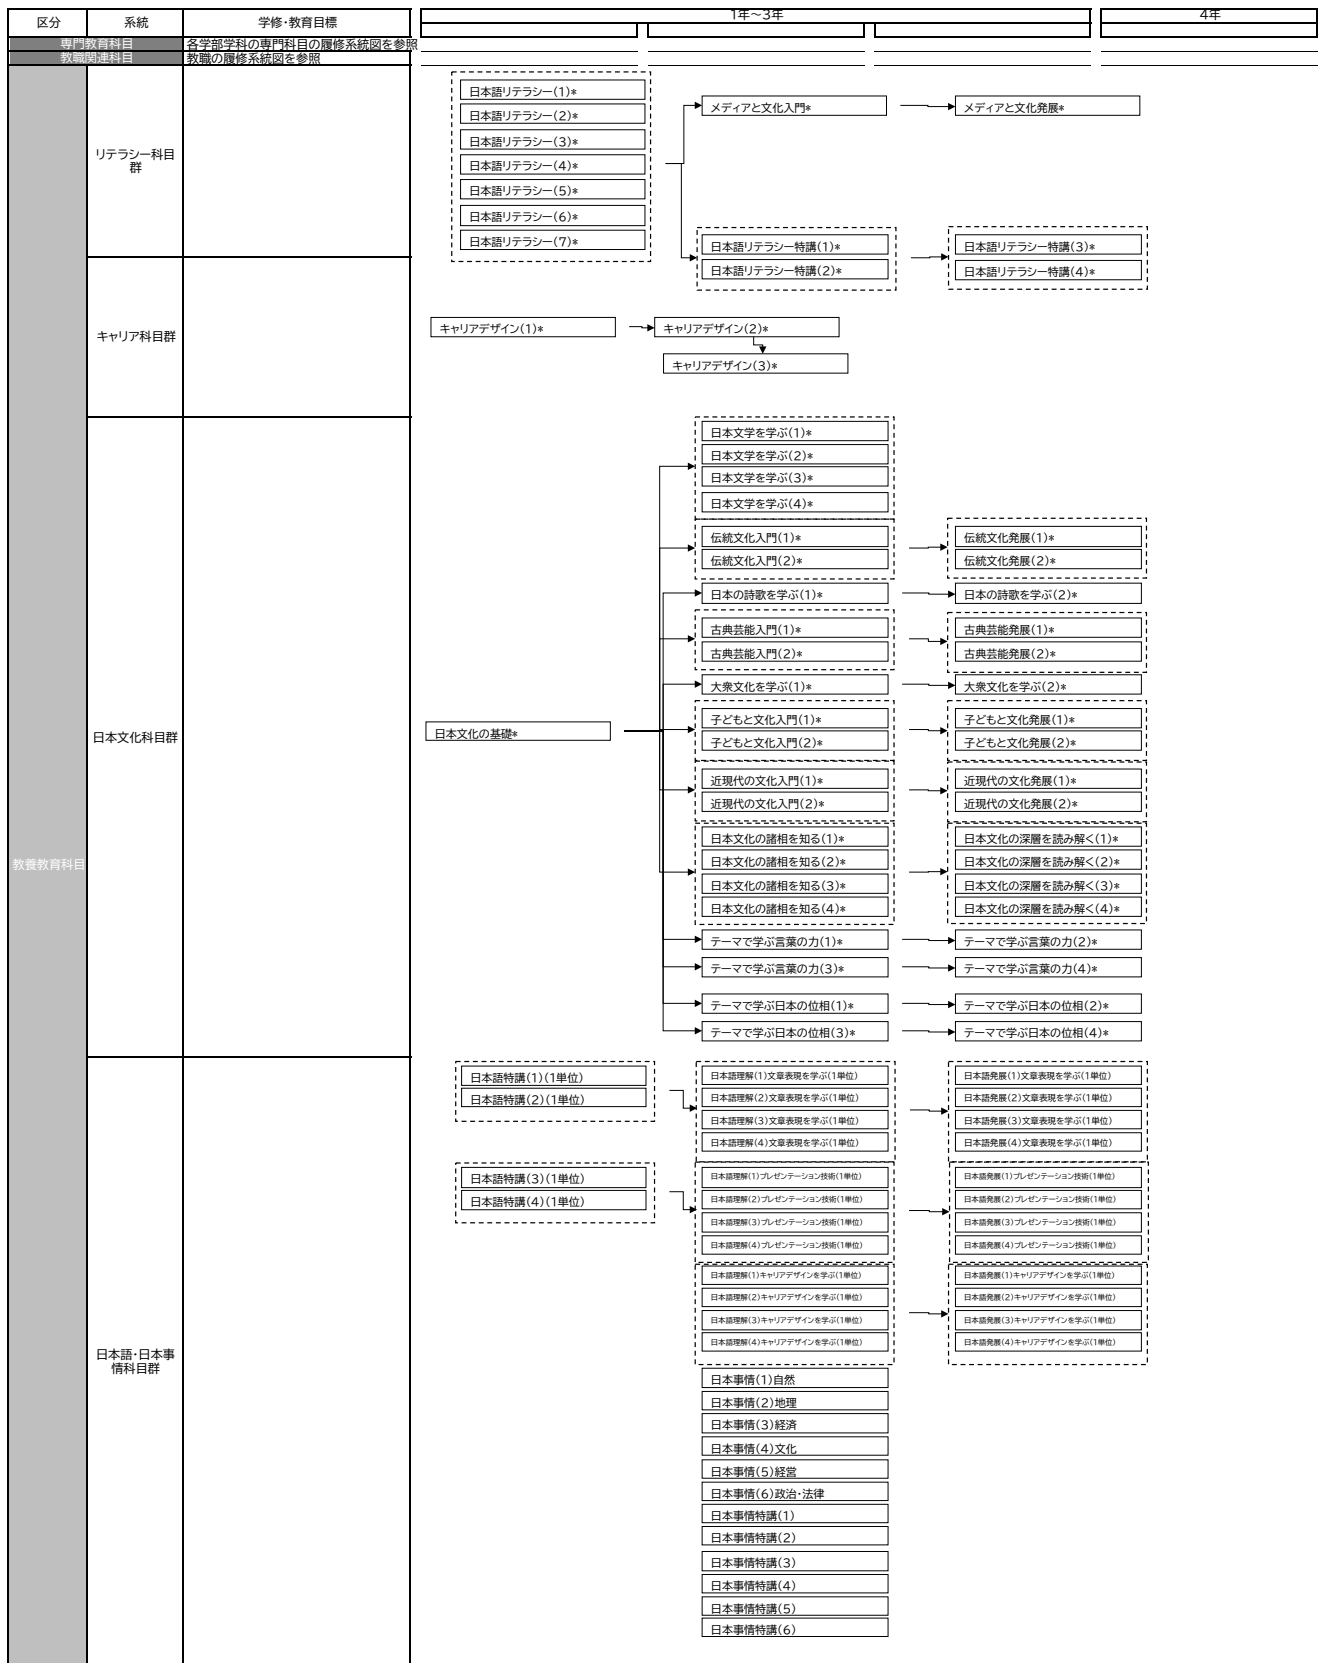 区分
系統
学修・教育目標
1年～3年
4年
専門教育科目
各学部学科の専門科目の履修系統図を参照
教職関連科目
教職の履修系統図を参照
教養教育科目
リテラシー科目
群
日本語リテラシー(1)*
日本語リテラシー(2)*
日本語リテラシー(3)*
日本語リテラシー(4)*
日本語リテラシー(5)*
日本語リテラシー(6)*
日本語リテラシー(7)*
メディアと文化入門*
メディアと文化発展*
日本語リテラシー特講(1)*
日本語リテラシー特講(2)*
日本語リテラシー特講(3)*
日本語リテラシー特講(4)*
キャリア科目群
キャリアデザイン(1)*
キャリアデザイン(2)*
キャリアデザイン(3)*
日本文化科目群
日本文化の基礎*
日本文学を学ぶ(1)*
日本文学を学ぶ(2)*
日本文学を学ぶ(3)*
日本文学を学ぶ(4)*
伝統文化入門(1)*
伝統文化入門(2)*
伝統文化発展(1)*
伝統文化発展(2)*
日本の詩歌を学ぶ(1)*
日本の詩歌を学ぶ(2)*
古典芸能入門(1)*
古典芸能入門(2)*
古典芸能発展(1)*
古典芸能発展(2)*
大衆文化を学ぶ(1)*
大衆文化を学ぶ(2)*
子どもと文化入門(1)*
子どもと文化入門(2)*
子どもと文化発展(1)*
子どもと文化発展(2)*
近現代の文化入門(1)*
近現代の文化入門(2)*
近現代の文化発展(1)*
近現代の文化発展(2)*
日本文化の諸相を知る(1)*
日本文化の諸相を知る(2)*
日本文化の諸相を知る(3)*
日本文化の諸相を知る(4)*
日本文化の深層を読み解く(1)*
日本文化の深層を読み解く(2)*
日本文化の深層を読み解く(3)*
日本文化の深層を読み解く(4)*
テーマで学ぶ言葉の力(1)*
テーマで学ぶ言葉の力(2)*
テーマで学ぶ言葉の力(3)*
テーマで学ぶ言葉の力(4)*
テーマで学ぶ日本の位相(1)*
テーマで学ぶ日本の位相(2)*
テーマで学ぶ日本の位相(3)*
テーマで学ぶ日本の位相(4)*
日本語・日本事
情科目群
日本語特講(1)(1単位)
日本語特講(2)(1単位)
日本語理解(1)文章表現を学ぶ(1単位)
日本語理解(2)文章表現を学ぶ(1単位)
日本語理解(3)文章表現を学ぶ(1単位)
日本語理解(4)文章表現を学ぶ(1単位)
日本語発展(1)文章表現を学ぶ(1単位)
日本語発展(2)文章表現を学ぶ(1単位)
日本語発展(3)文章表現を学ぶ(1単位)
日本語発展(4)文章表現を学ぶ(1単位)
日本語特講(3)(1単位)
日本語特講(4)(1単位)
日本語理解(1)プレゼンテーション技術(1単位)
日本語理解(2)プレゼンテーション技術(1単位)
日本語理解(3)プレゼンテーション技術(1単位)
日本語理解(4)プレゼンテーション技術(1単位)
日本語発展(1)プレゼンテーション技術(1単位)
日本語発展(2)プレゼンテーション技術(1単位)
日本語発展(3)プレゼンテーション技術(1単位)
日本語発展(4)プレゼンテーション技術(1単位)
日本語理解(1)キャリアデザインを学ぶ(1単位)
日本語理解(2)キャリアデザインを学ぶ(1単位)
日本語理解(3)キャリアデザインを学ぶ(1単位)
日本語理解(4)キャリアデザインを学ぶ(1単位)
日本語発展(1)キャリアデザインを学ぶ(1単位)
日本語発展(2)キャリアデザインを学ぶ(1単位)
日本語発展(3)キャリアデザインを学ぶ(1単位)
日本語発展(4)キャリアデザインを学ぶ(1単位)
日本事情(1)自然
日本事情(2)地理
日本事情(3)経済
日本事情(4)文化
日本事情(5)経営
日本事情(6)政治・法律
日本事情特講(1)
日本事情特講(2)
日本事情特講(3)
日本事情特講(4)
日本事情特講(5)
日本事情特講(6)